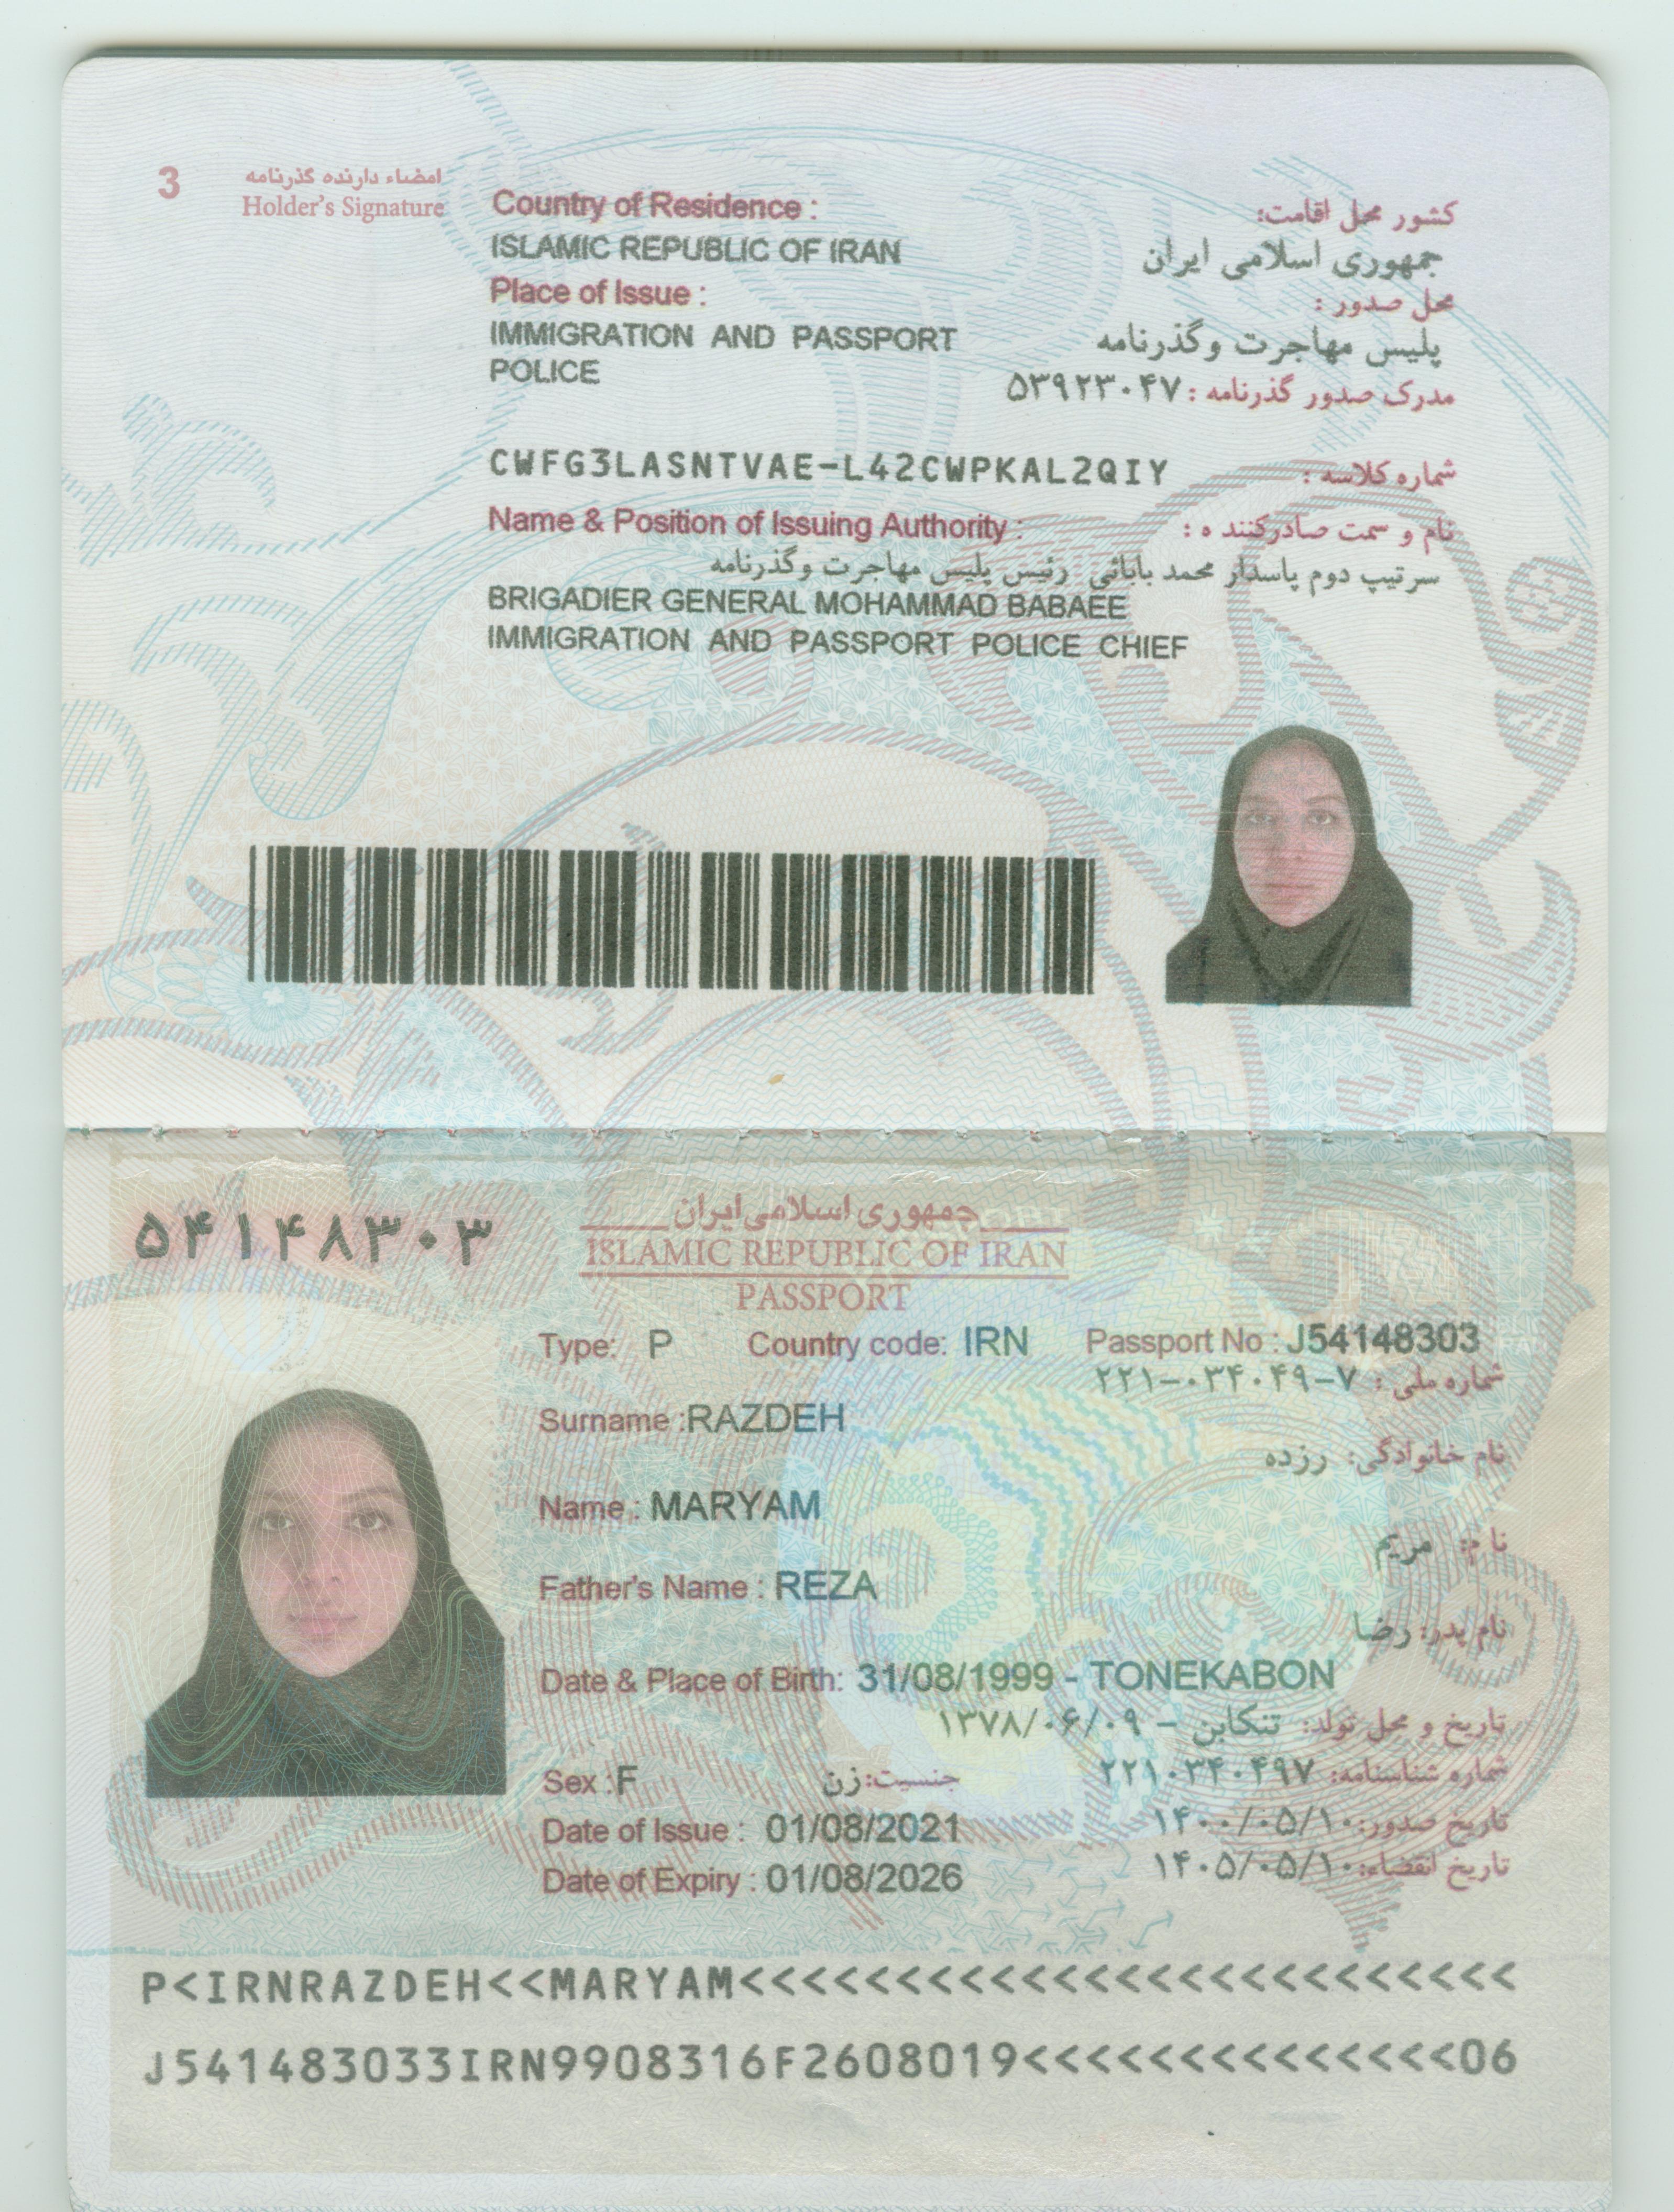 3
امضاء دارنده گذرنامه
Holder's Signature
Country of Residence :
کشور محل اقامت:
ISLAMIC REPUBLIC OF IRAN
جمهوری اسلامی ایران
Place of Issue :
محل صدور :
IMMIGRATION AND PASSPORT
POLICE
پلیس مهاجرت وگذرنامه
مدرک صدور گذرنامه : ۵۳۹۲۳۰۴۷
CWFG3LASNTVAE-L42CWPKAL2QIY
شماره کلاسه :
Name & Position of Issuing Authority :
نام و سمت صادرکننده :
سرتیپ دوم پاسدار محمد بابائی رئیس پلیس مهاجرت وگذرنامه
BRIGADIER GENERAL MOHAMMAD BABAEE
IMMIGRATION AND PASSPORT POLICE CHIEF
۵۴۱۴۸۳۰۳
جمهوری اسلامی ایران
ISLAMIC REPUBLIC OF IRAN
PASSPORT
Type: P Country code: IRN Passport No : J54148303
شماره ملی : ۲۲۱-۰۳۴۰۴۹-۷
Surname :RAZDEH
نام خانوادگی: رزده
Name : MARYAM
نام: مریم
Father's Name : REZA
نام پدر: رضا
Date & Place of Birth: 31/08/1999 - TONEKABON
تاریخ و محل تولد: تنکابن - ۱۳۷۸/۰۶/۰۹
Sex :F
جنسیت: زن
شماره شناسنامه: ۲۲۱۰۳۴۰۴۹۷
Date of Issue : 01/08/2021
تاریخ صدور: ۱۴۰۰/۰۵/۱۰
Date of Expiry : 01/08/2026
تاریخ انقضاء: ۱۴۰۵/۰۵/۱۰
P<IRNRAZDEH<<MARYAM<<<<<<<<<<<<<<<<<<<<<<<<<
J541483033IRN9908316F2608019<<<<<<<<<<<<<<06